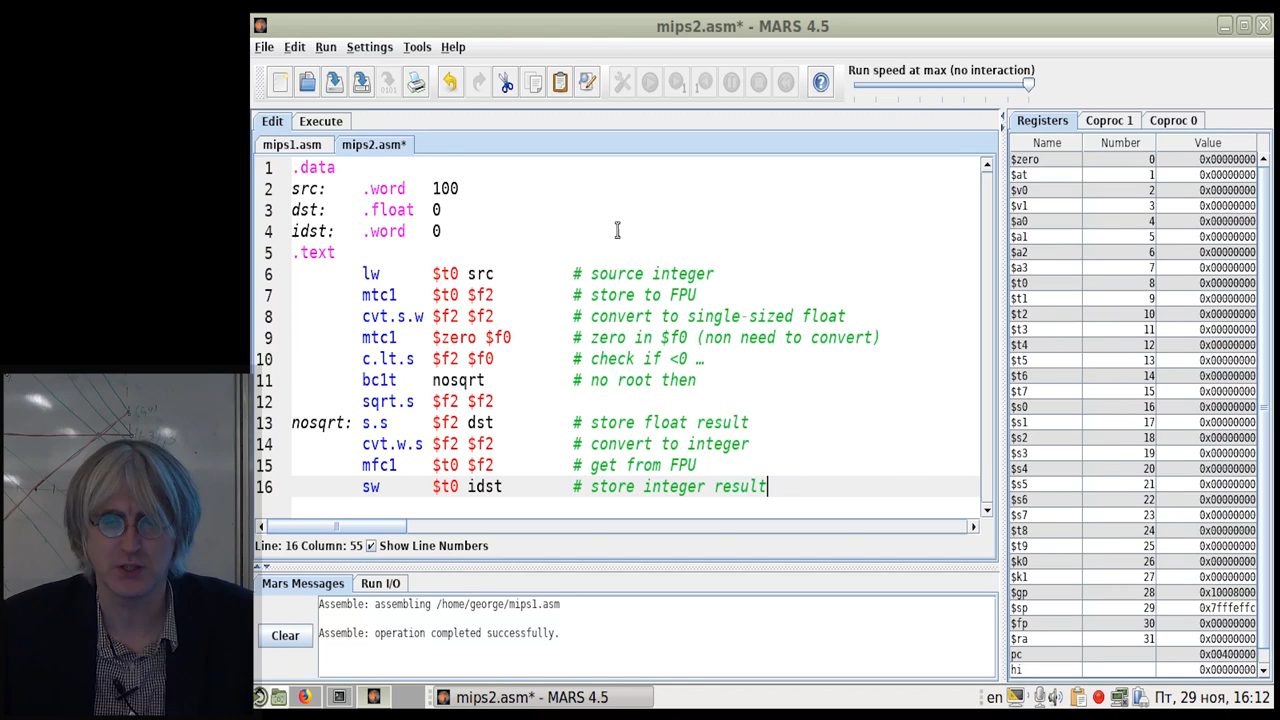 mips2.asm* - MARS 4.5
File Edit Run Settings Tools Help
Run speed at max (no interaction)
Edit Execute
mips1.asm mips2.asm*
1 .data
2 src: .word 100
3 dst: .float 0
4 idst: .word 0
5 .text
6 lw $t0 src # source integer
7 mtc1 $t0 $f2 # store to FPU
8 cvt.s.w $f2 $f2 # convert to single-sized float
9 mtc1 $zero $f0 # zero in $f0 (non need to convert)
10 c.lt.s $f2 $f0 # check if <0 …
11 bc1t nosqrt # no root then
12 sqrt.s $f2 $f2
13 nosqrt: s.s $f2 dst # store float result
14 cvt.w.s $f2 $f2 # convert to integer
15 mfc1 $t0 $f2 # get from FPU
16 sw $t0 idst # store integer result
Line: 16 Column: 55 Show Line Numbers
Mars Messages Run I/O
Clear
Assemble: assembling /home/george/mips1.asm
Assemble: operation completed successfully.
Registers Coproc 1 Coproc 0
Name Number Value
$zero 0 0x00000000
$at 1 0x00000000
$v0 2 0x00000000
$v1 3 0x00000000
$a0 4 0x00000000
$a1 5 0x00000000
$a2 6 0x00000000
$a3 7 0x00000000
$t0 8 0x00000000
$t1 9 0x00000000
$t2 10 0x00000000
$t3 11 0x00000000
$t4 12 0x00000000
$t5 13 0x00000000
$t6 14 0x00000000
$t7 15 0x00000000
$s0 16 0x00000000
$s1 17 0x00000000
$s2 18 0x00000000
$s3 19 0x00000000
$s4 20 0x00000000
$s5 21 0x00000000
$s6 22 0x00000000
$s7 23 0x00000000
$t8 24 0x00000000
$t9 25 0x00000000
$k0 26 0x00000000
$k1 27 0x00000000
$gp 28 0x10008000
$sp 29 0x7fffeffc
$fp 30 0x00000000
$ra 31 0x00000000
pc 0x00400000
hi 0x00000000
mips2.asm* - MARS 4.5
en Пт, 29 ноя, 16:12